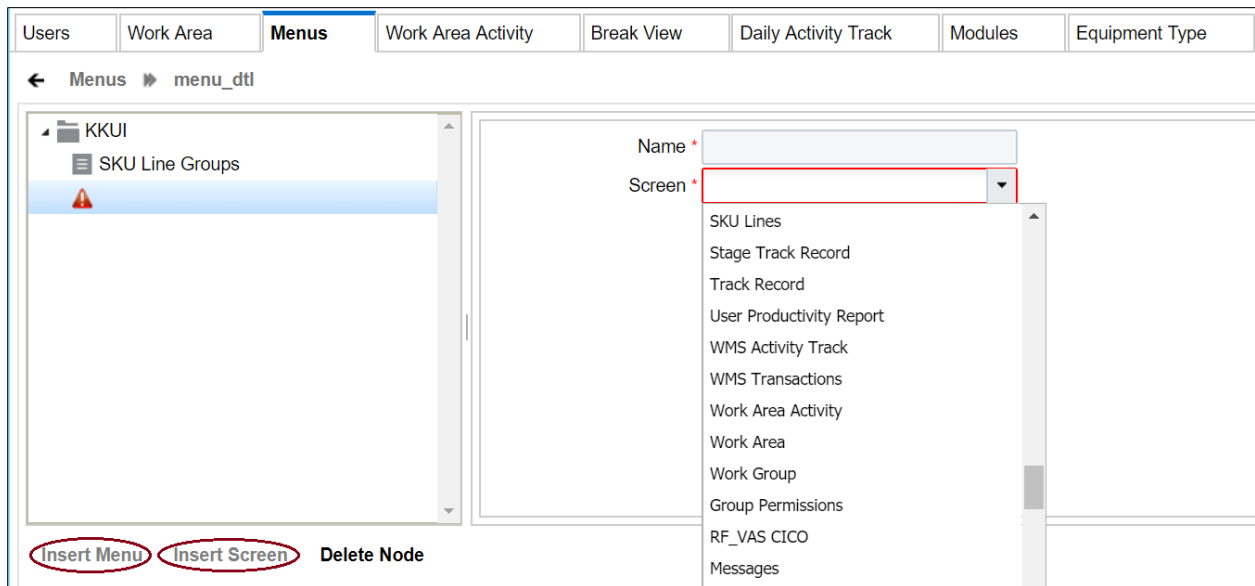 Users Work Area Menus Work Area Activity Break View Daily Activity Track Modules Equipment Type
Menus menu_dtl
KKUI
SKU Line Groups
Name *
Screen *
SKU Lines
Stage Track Record
Track Record
User Productivity Report
WMS Activity Track
WMS Transactions
Work Area Activity
Work Area
Work Group
Group Permissions
RF_VAS CICO
Messages
Insert Menu Insert Screen Delete Node